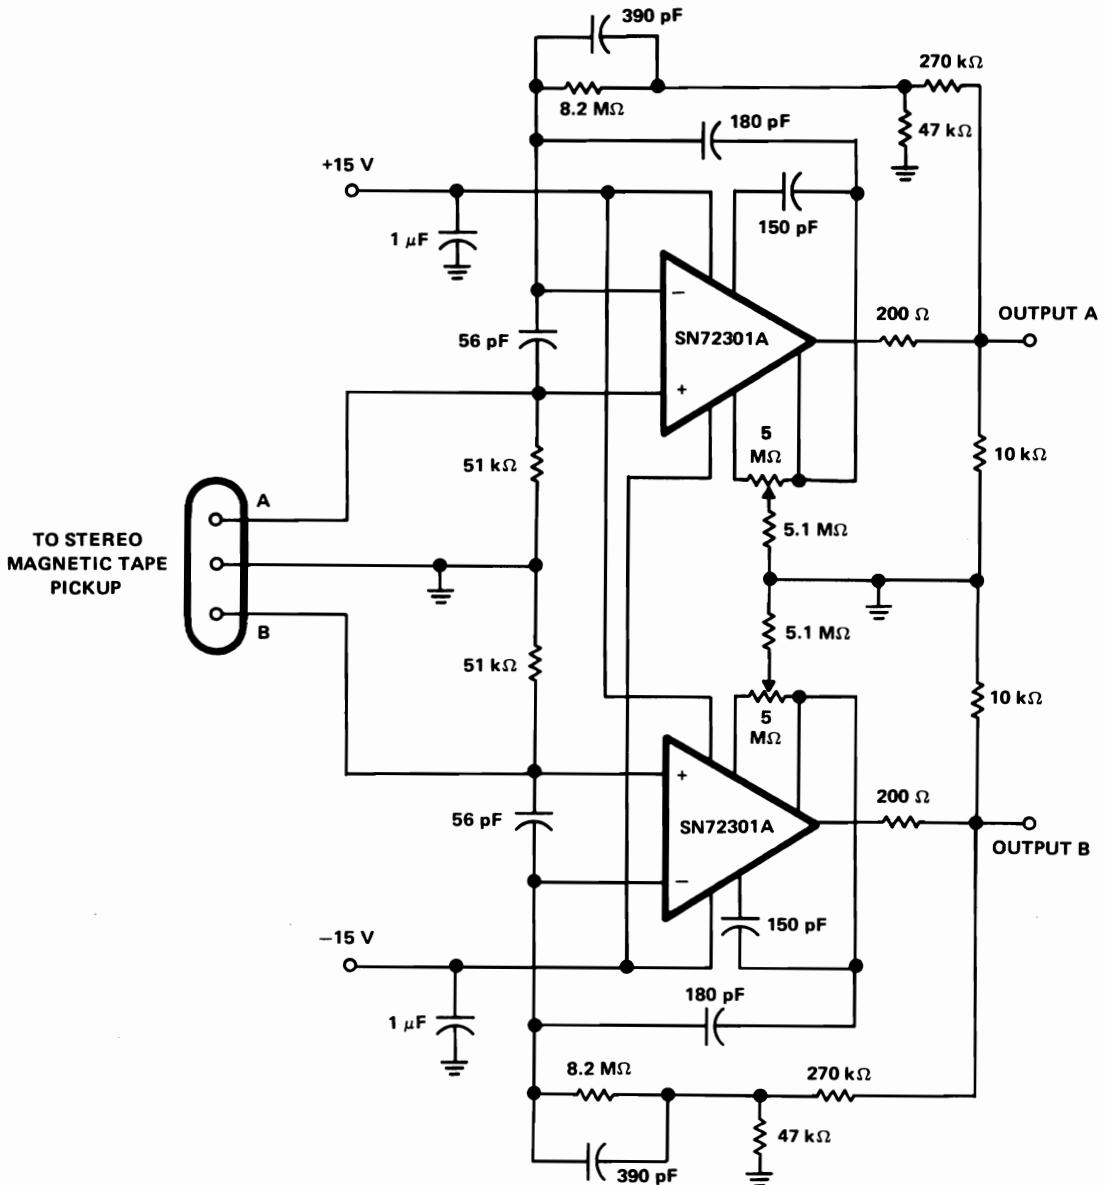 390 pF
270 kΩ
8.2 MΩ
180 pF
47 kΩ
+15 V
150 pF
1 μF
−
200 Ω
OUTPUT A
56 pF
SN72301A
+
5
MΩ
51 kΩ
10 kΩ
A
5.1 MΩ
TO STEREO
MAGNETIC TAPE
PICKUP
B
5.1 MΩ
51 kΩ
10 kΩ
5
MΩ
+
200 Ω
56 pF
SN72301A
OUTPUT B
−
150 pF
−15 V
180 pF
1 μF
8.2 MΩ
270 kΩ
47 kΩ
390 pF